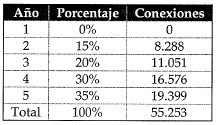 Año Porcentaje Conexiones
1 0% 0
2 15% 8.288
3 20% 11.051
4 30% 16.576
5 35% 19.399
Total 100% 55.253